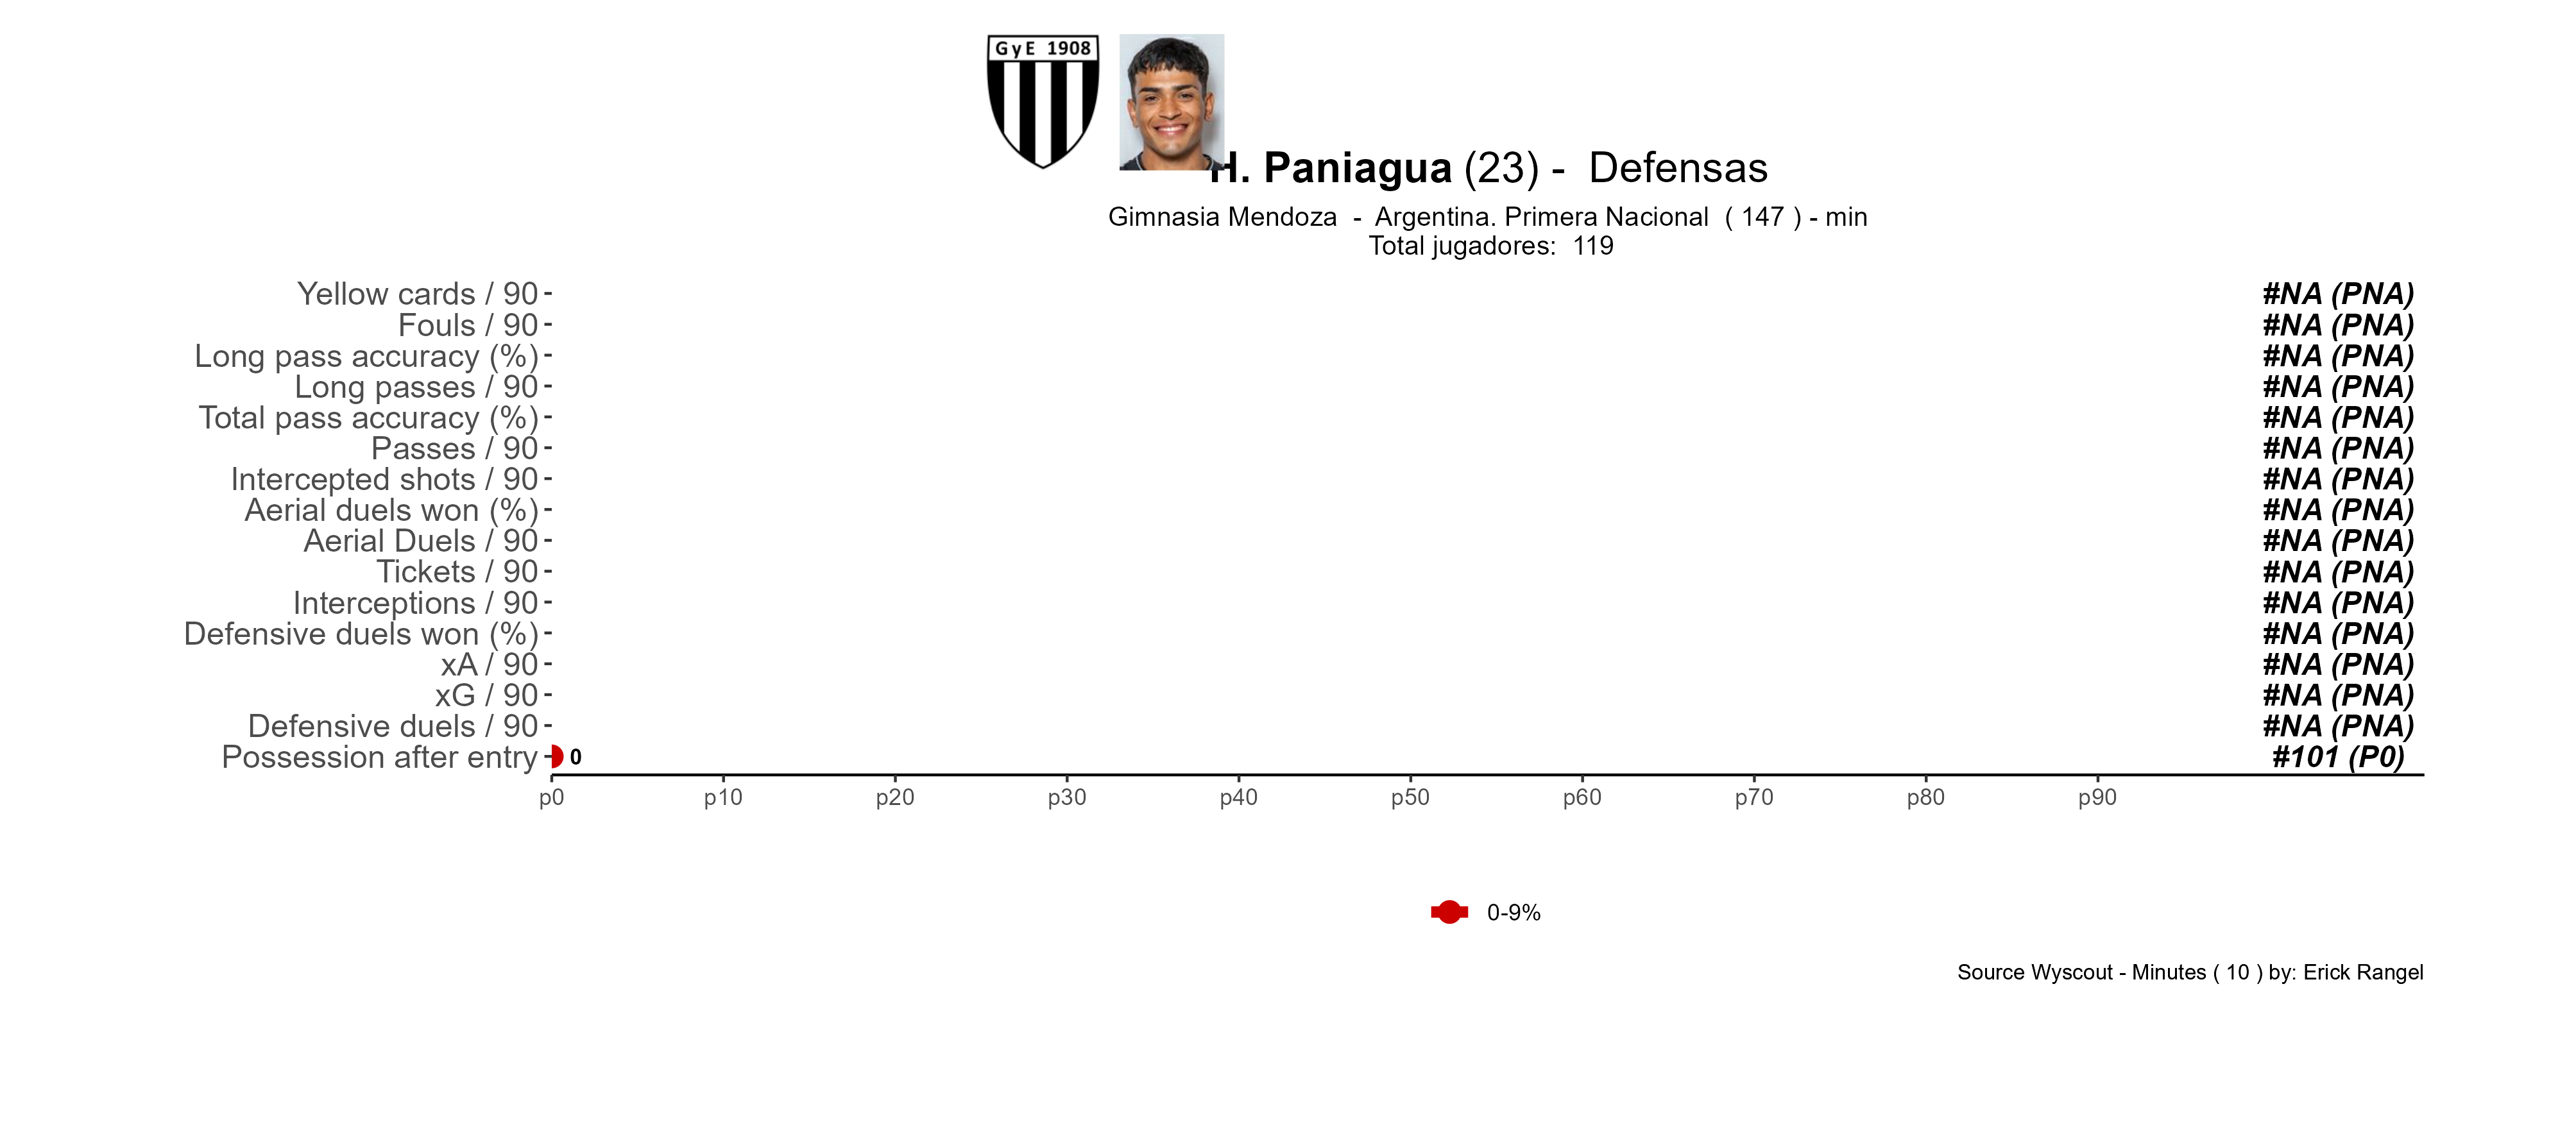 GyE 1908
H. Paniagua (23) - Defensas
Gimnasia Mendoza - Argentina. Primera Nacional ( 147 ) - min
Total jugadores: 119
Yellow cards / 90 #NA (PNA)
Fouls / 90 #NA (PNA)
Long pass accuracy (%) #NA (PNA)
Long passes / 90 #NA (PNA)
Total pass accuracy (%) #NA (PNA)
Passes / 90 #NA (PNA)
Intercepted shots / 90 #NA (PNA)
Aerial duels won (%) #NA (PNA)
Aerial Duels / 90 #NA (PNA)
Tickets / 90 #NA (PNA)
Interceptions / 90 #NA (PNA)
Defensive duels won (%) #NA (PNA)
xA / 90 #NA (PNA)
xG / 90 #NA (PNA)
Defensive duels / 90 #NA (PNA)
Possession after entry 0 #101 (P0)
p0 p10 p20 p30 p40 p50 p60 p70 p80 p90
0-9%
Source Wyscout - Minutes ( 10 ) by: Erick Rangel